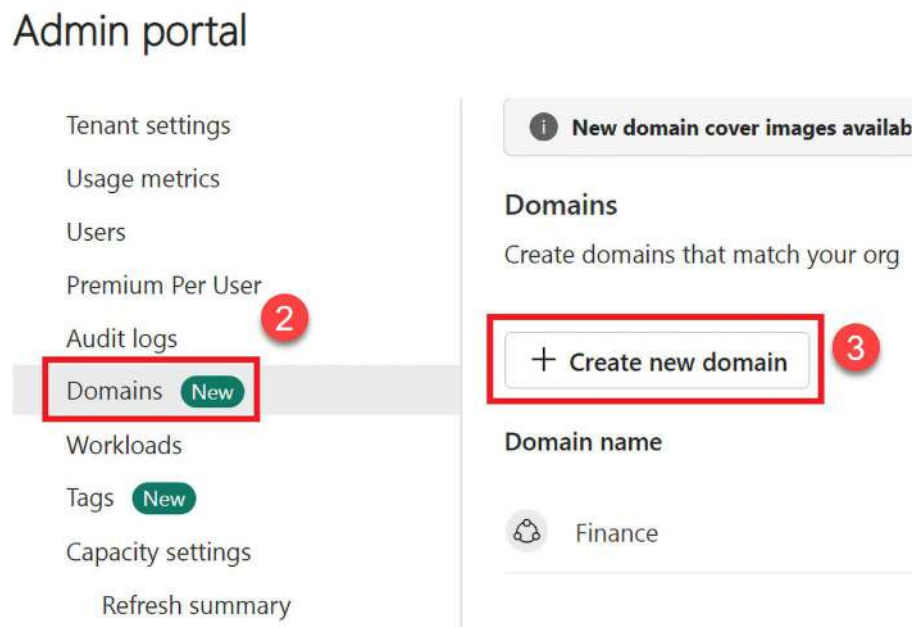 Admin portal
Tenant settings
Usage metrics
Users
Premium Per User
2
Audit logs
Domains New
Workloads
Tags New
Capacity settings
Refresh summary
New domain cover images availab
Domains
Create domains that match your org
+ Create new domain
3
Domain name
Finance